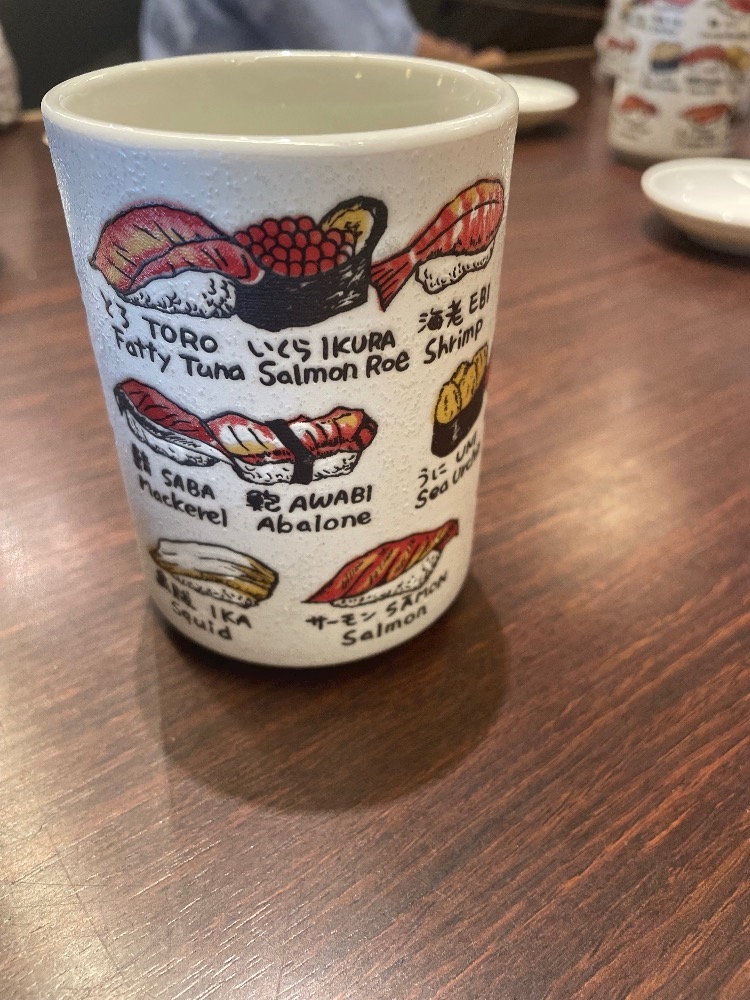 とろ TORO
Fatty Tuna
いくら IKURA
Salmon Roe
海老 EBI
Shrimp
鯖 SABA
Mackerel
鮑 AWABI
Abalone
うに UNI
Sea Urchin
IKA
Squid
サーモン SAMON
Salmon